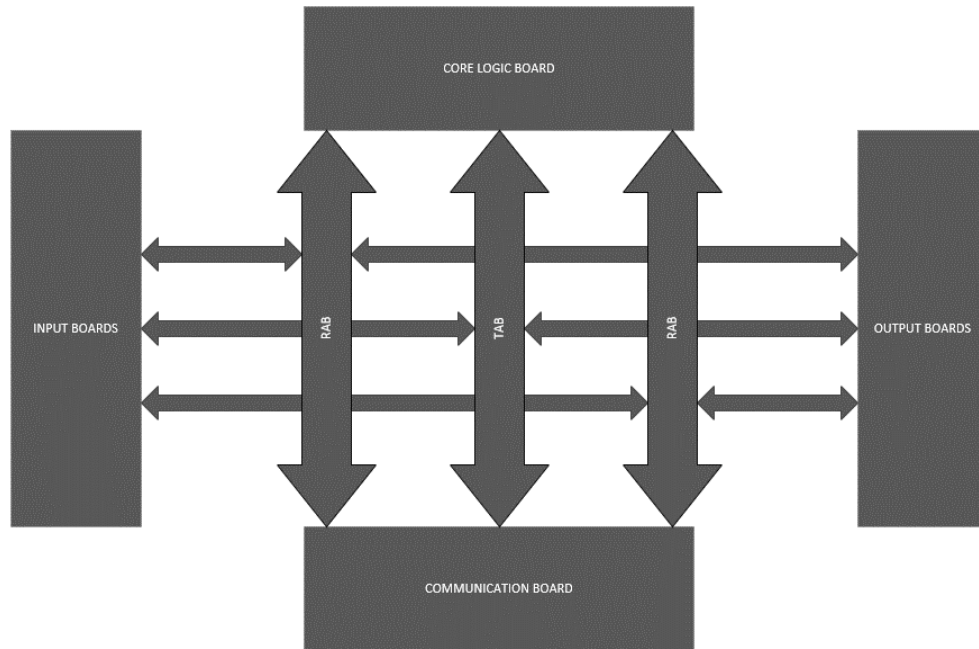 CORE LOGIC BOARD
INPUT BOARDS
RAB
TAB
RAB
OUTPUT BOARDS
COMMUNICATION BOARD